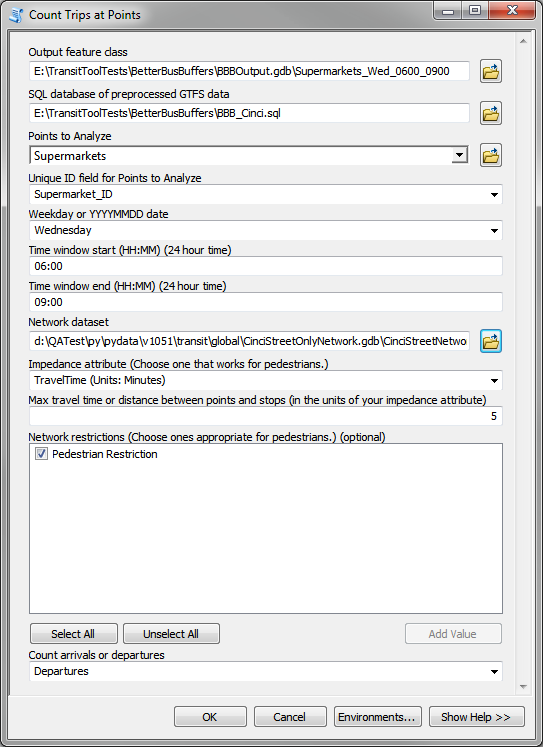 Count Trips at Points
Output feature class
E:\TransitToolTests\BetterBusBuffers\BBBOutput.gdb\Supermarkets_Wed_0600_0900
SQL database of preprocessed GTFS data
E:\TransitToolTests\BetterBusBuffers\BBB_Cinci.sql
Points to Analyze
Supermarkets
Unique ID field for Points to Analyze
Supermarket_ID
Weekday or YYYYMMDD date
Wednesday
Time window start (HH:MM) (24 hour time)
06:00
Time window end (HH:MM) (24 hour time)
09:00
Network dataset
d:\QATest\py\pydata\v1051\transit\global\CinciStreetOnlyNetwork.gdb\CinciStreetNetwo
Impedance attribute (Choose one that works for pedestrians.)
TravelTime (Units: Minutes)
Max travel time or distance between points and stops (in the units of your impedance attribute)
5
Network restrictions (Choose ones appropriate for pedestrians.) (optional)
Pedestrian Restriction
Select All Unselect All Add Value
Count arrivals or departures
Departures
OK Cancel Environments... Show Help >>